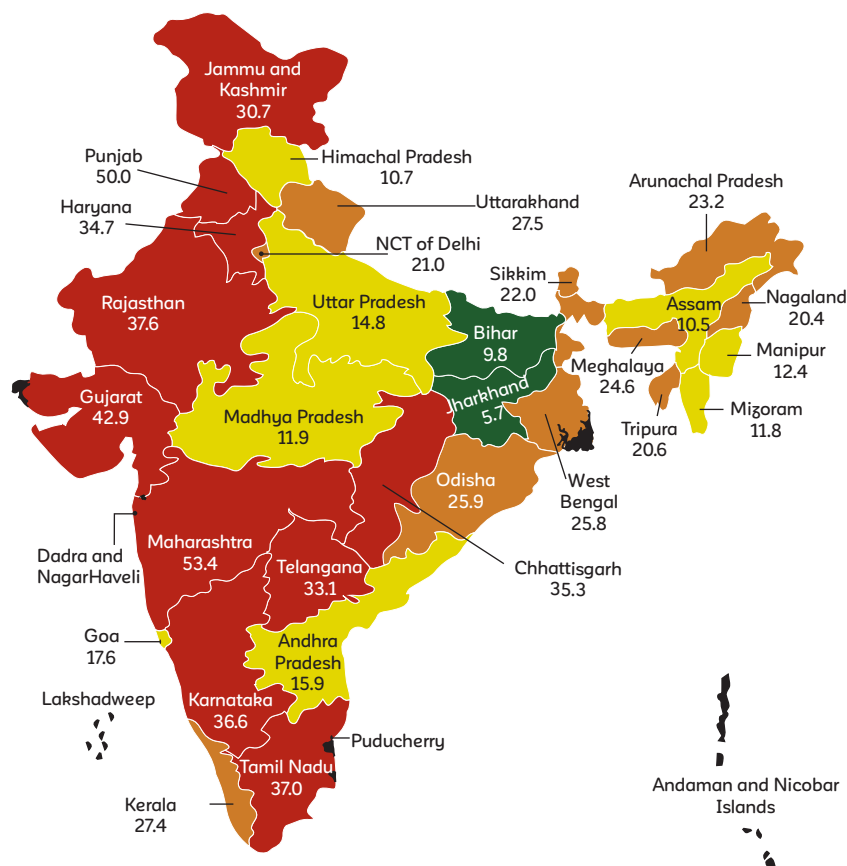 Jammu and
Kashmir
30.7
Punjab
50.0
Himachal Pradesh
10.7
Haryana
34.7
Uttarakhand
27.5
Arunachal Pradesh
23.2
NCT of Delhi
21.0
Sikkim
22.0
Rajasthan
37.6
Uttar Pradesh
14.8
Assam
10.5
Nagaland
20.4
Bihar
9.8
Meghalaya
24.6
Manipur
12.4
Gujarat
42.9
Madhya Pradesh
11.9
Jharkhand
5.7
Tripura
20.6
Mizoram
11.8
Odisha
25.9
West
Bengal
25.8
Dadra and
NagarHaveli
Maharashtra
53.4
Telangana
33.1
Chhattisgarh
35.3
Goa
17.6
Andhra
Pradesh
15.9
Lakshadweep
Karnataka
36.6
Puducherry
Tamil Nadu
37.0
Kerala
27.4
Andaman and Nicobar
Islands